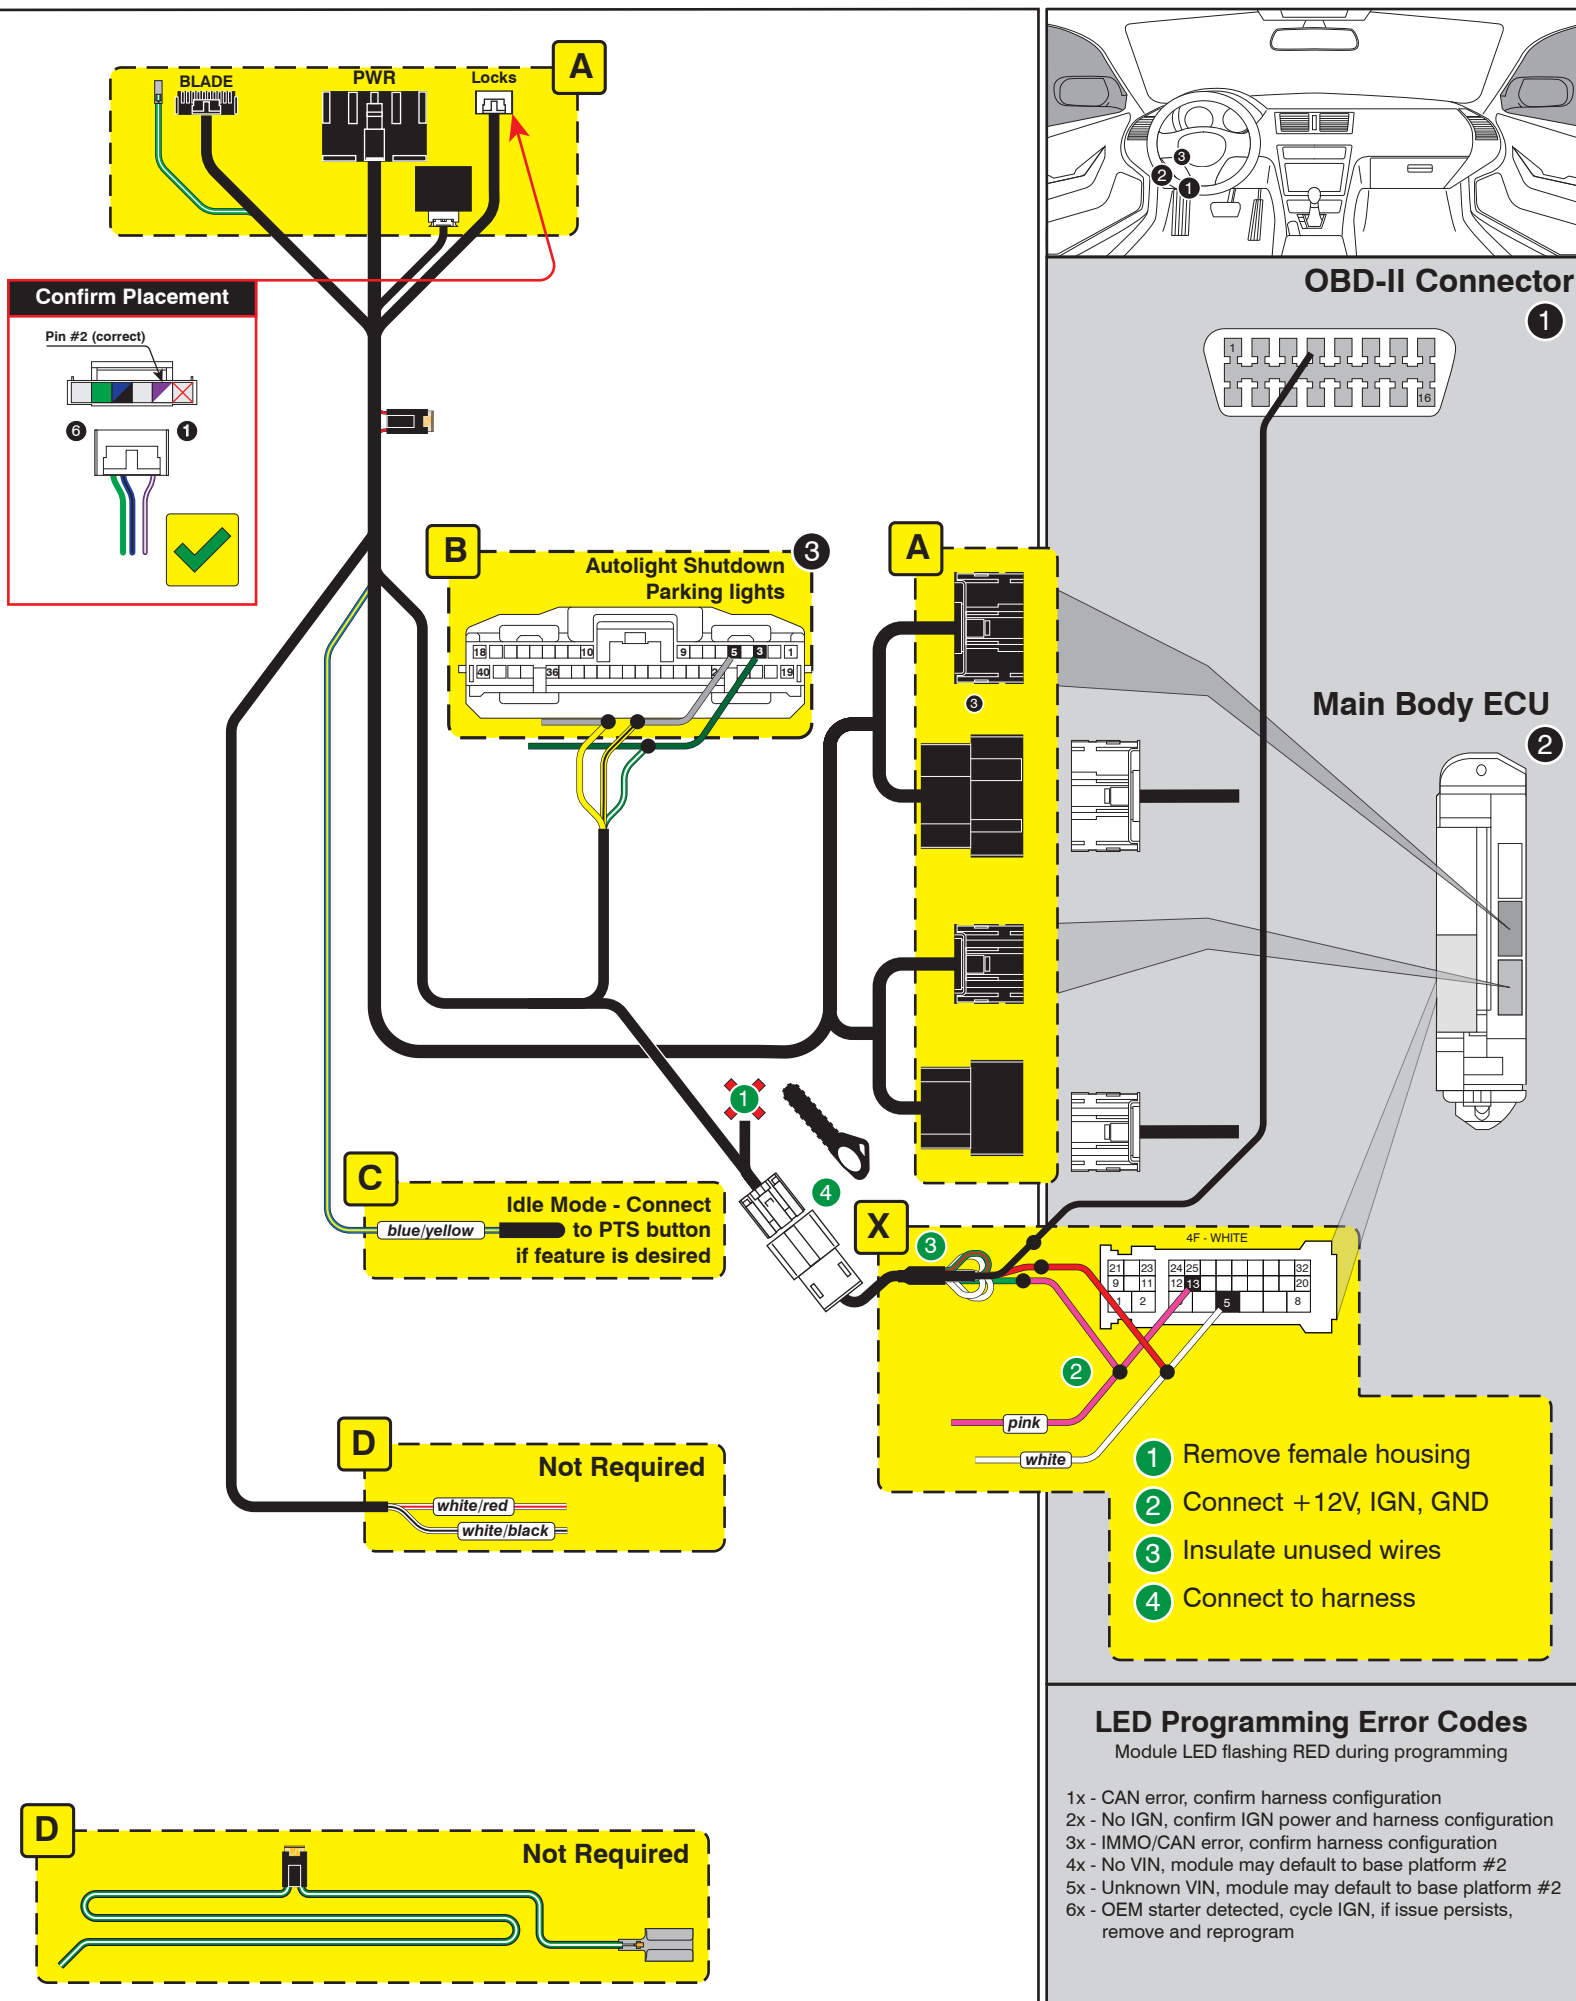 A
BLADE
PWR
Locks
3
2
1
Confirm Placement
Pin #2 (correct)
6
1
OBD-II Connector
1
1
16
B
Autolight Shutdown
Parking lights
3
18
10
9
5
3
1
40
36
2
19
A
3
Main Body ECU
2
1
4
C
Idle Mode - Connect
to PTS button
if feature is desired
blue/yellow
X
3
4F - WHITE
21 23 24 25 32
9 11 12 13 20
1 2 5 8
2
pink
white
1 Remove female housing
2 Connect +12V, IGN, GND
3 Insulate unused wires
4 Connect to harness
D
Not Required
white/red
white/black
LED Programming Error Codes
Module LED flashing RED during programming
1x - CAN error, confirm harness configuration
2x - No IGN, confirm IGN power and harness configuration
3x - IMMO/CAN error, confirm harness configuration
4x - No VIN, module may default to base platform #2
5x - Unknown VIN, module may default to base platform #2
6x - OEM starter detected, cycle IGN, if issue persists,
remove and reprogram
D
Not Required